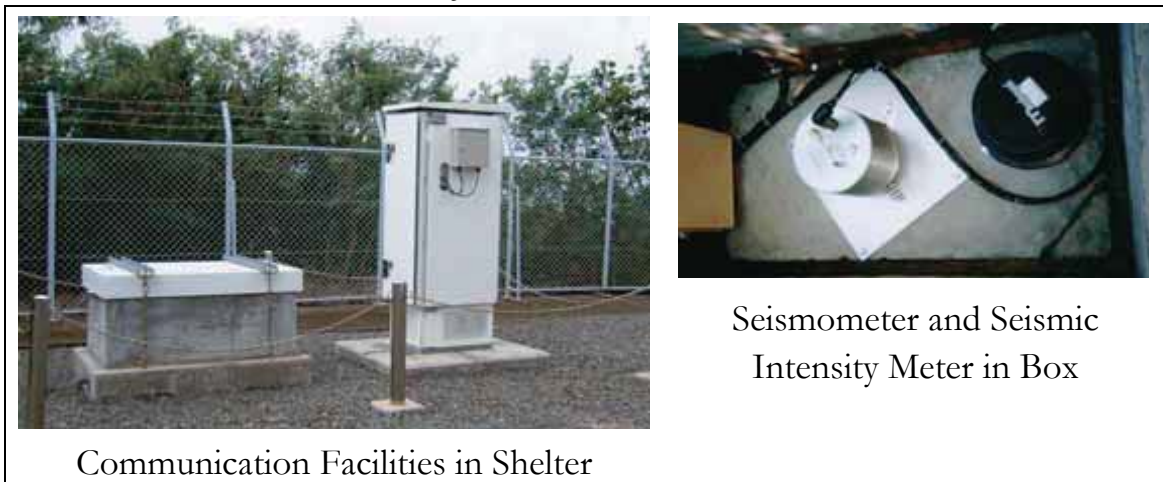 Seismometer and Seismic
Intensity Meter in Box
Communication Facilities in Shelter